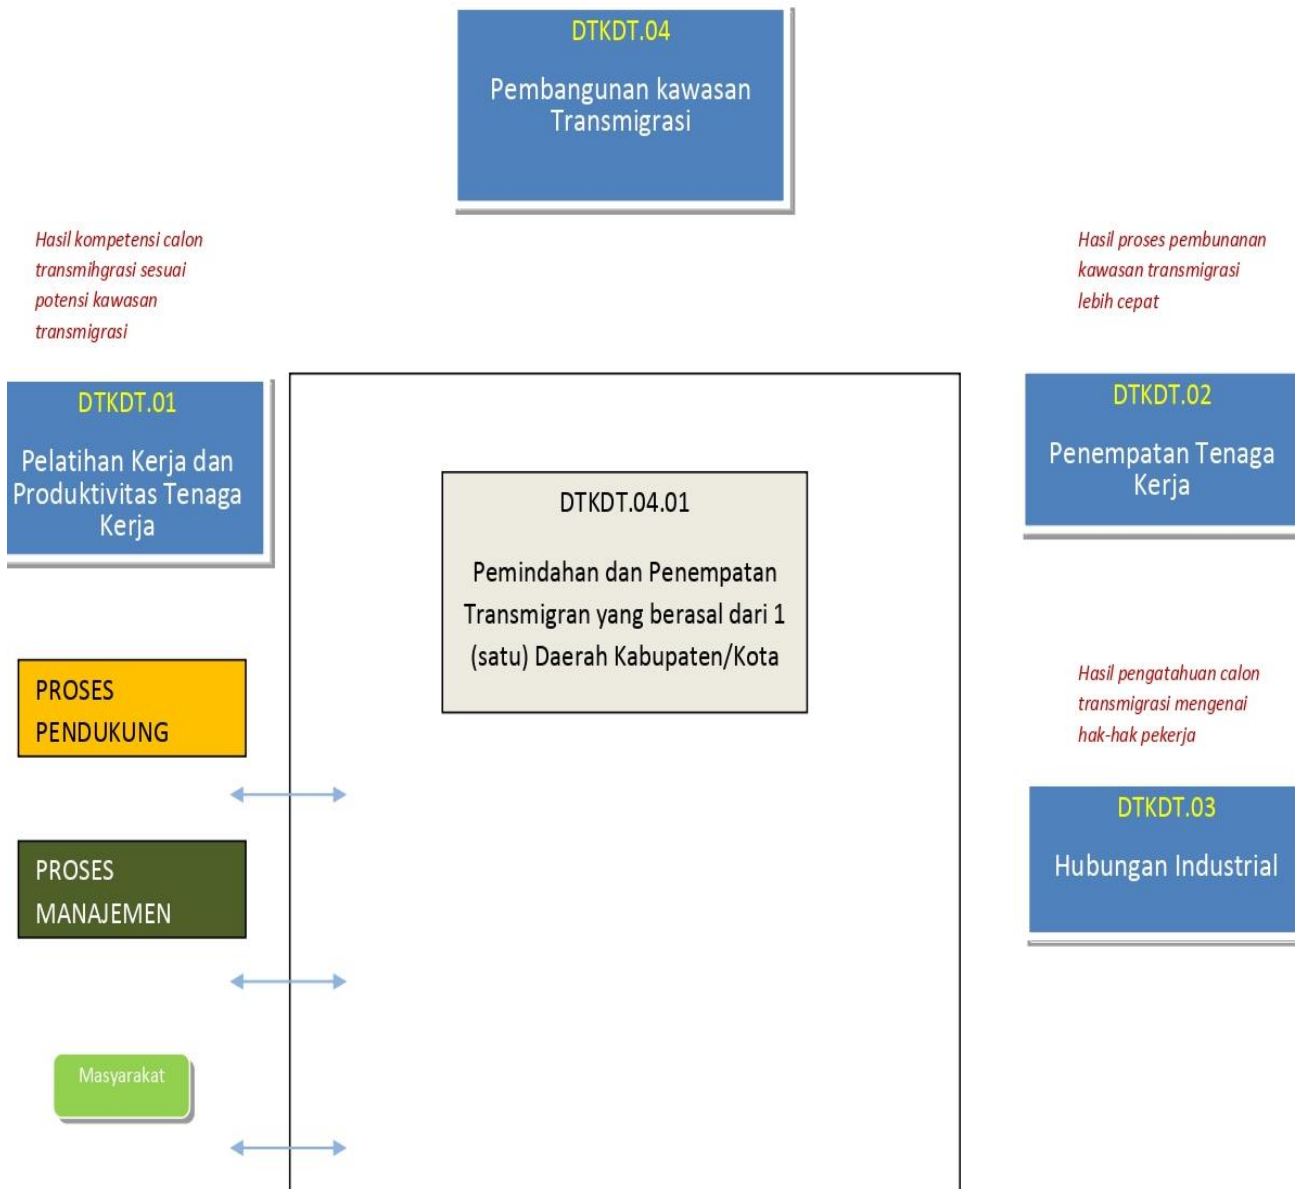 DTKDT.04
Pembangunan kawasan
Transmigrasi
Hasil kompetensi calon
transmihgrasi sesuai
potensi kawasan
transmigrasi
Hasil proses pembunanan
kawasan transmigrasi
lebih cepat
DTKDT.01
Pelatihan Kerja dan
Produktivitas Tenaga
Kerja
DTKDT.04.01
Pemindahan dan Penempatan
Transmigran yang berasal dari 1
(satu) Daerah Kabupaten/Kota
DTKDT.02
Penempatan Tenaga
Kerja
PROSES
PENDUKUNG
Hasil pengatahuan calon
transmigrasi mengenai
hak-hak pekerja
PROSES
MANAJEMEN
DTKDT.03
Hubungan Industrial
Masyarakat